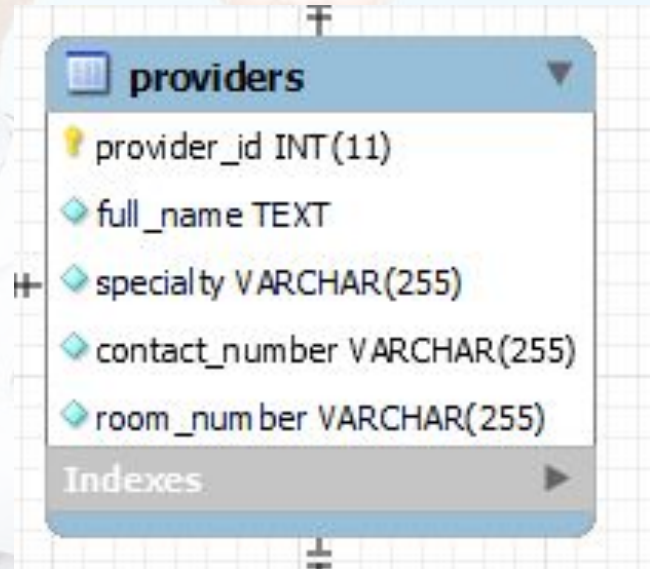 providers
provider_id INT(11)
full_name TEXT
specialty VARCHAR(255)
contact_number VARCHAR(255)
room_number VARCHAR(255)
Indexes